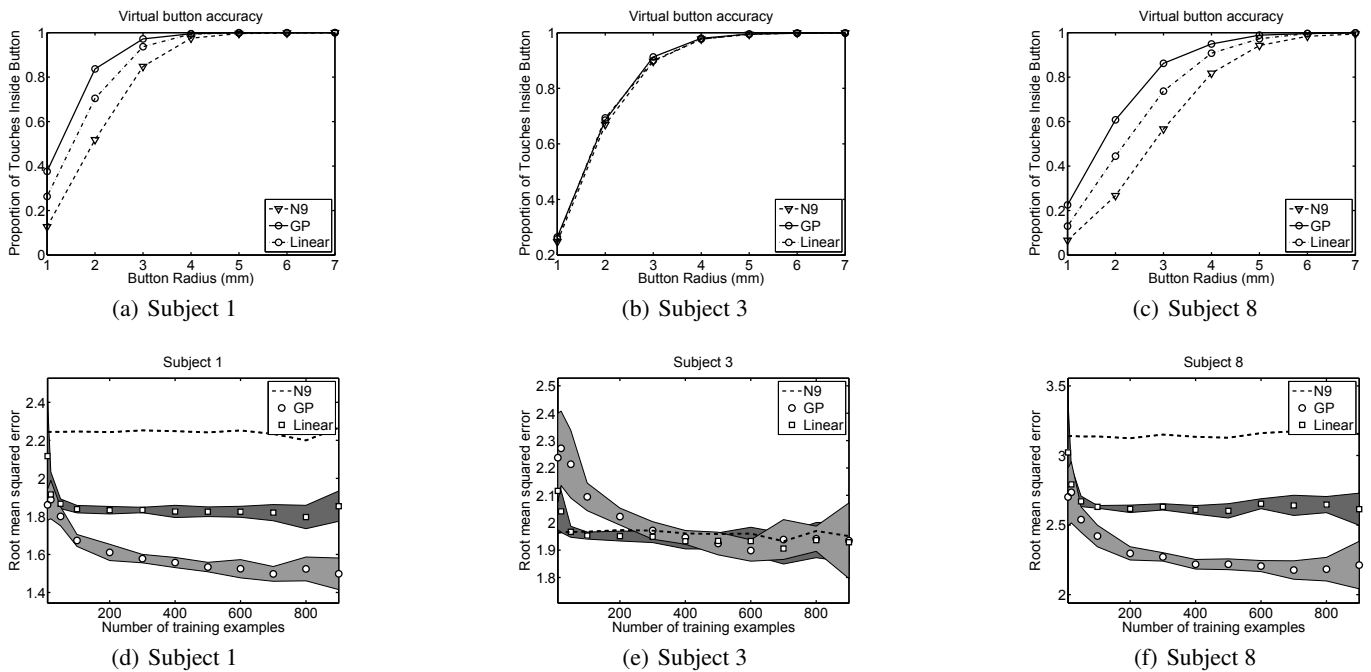 Virtual button accuracy
Proportion of Touches Inside Button
1
0.8
0.6
0.4
0.2
0
1 2 3 4 5 6 7
Button Radius (mm)
N9
GP
Linear
(a) Subject 1
Virtual button accuracy
Proportion of Touches Inside Button
1
0.8
0.6
0.4
0.2
1 2 3 4 5 6 7
Button Radius (mm)
N9
GP
Linear
(b) Subject 3
Virtual button accuracy
Proportion of Touches Inside Button
1
0.8
0.6
0.4
0.2
0
1 2 3 4 5 6 7
Button Radius (mm)
N9
GP
Linear
(c) Subject 8
Subject 1
Root mean squared error
2.4
2.2
2
1.8
1.6
1.4
200 400 600 800
Number of training examples
N9
GP
Linear
(d) Subject 1
Subject 3
Root mean squared error
2.5
2.4
2.3
2.2
2.1
2
1.9
1.8
200 400 600 800
Number of training examples
N9
GP
Linear
(e) Subject 3
Subject 8
Root mean squared error
3.5
3
2.5
2
200 400 600 800
Number of training examples
N9
GP
Linear
(f) Subject 8